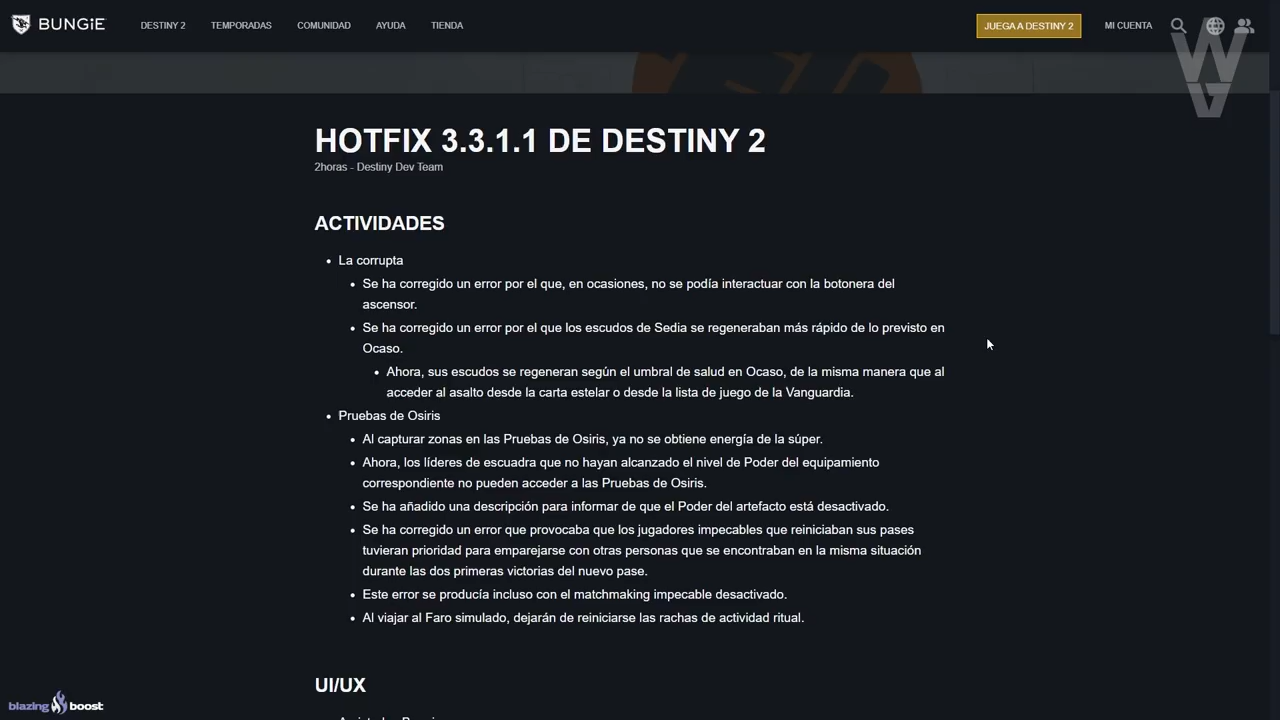 BUNGiE DESTINY 2 TEMPORADAS COMUNIDAD AYUDA TIENDA JUEGA A DESTINY 2 MI CUENTA
HOTFIX 3.3.1.1 DE DESTINY 2
2horas - Destiny Dev Team
ACTIVIDADES
La corrupta
Se ha corregido un error por el que, en ocasiones, no se podía interactuar con la botonera del
ascensor.
Se ha corregido un error por el que los escudos de Sedia se regeneraban más rápido de lo previsto en
Ocaso.
Ahora, sus escudos se regeneran según el umbral de salud en Ocaso, de la misma manera que al
acceder al asalto desde la carta estelar o desde la lista de juego de la Vanguardia.
Pruebas de Osiris
Al capturar zonas en las Pruebas de Osiris, ya no se obtiene energía de la súper.
Ahora, los líderes de escuadra que no hayan alcanzado el nivel de Poder del equipamiento
correspondiente no pueden acceder a las Pruebas de Osiris.
Se ha añadido una descripción para informar de que el Poder del artefacto está desactivado.
Se ha corregido un error que provocaba que los jugadores impecables que reiniciaban sus pases
tuvieran prioridad para emparejarse con otras personas que se encontraban en la misma situación
durante las dos primeras victorias del nuevo pase.
Este error se producía incluso con el matchmaking impecable desactivado.
Al viajar al Faro simulado, dejarán de reiniciarse las rachas de actividad ritual.
UI/UX
blazing boost